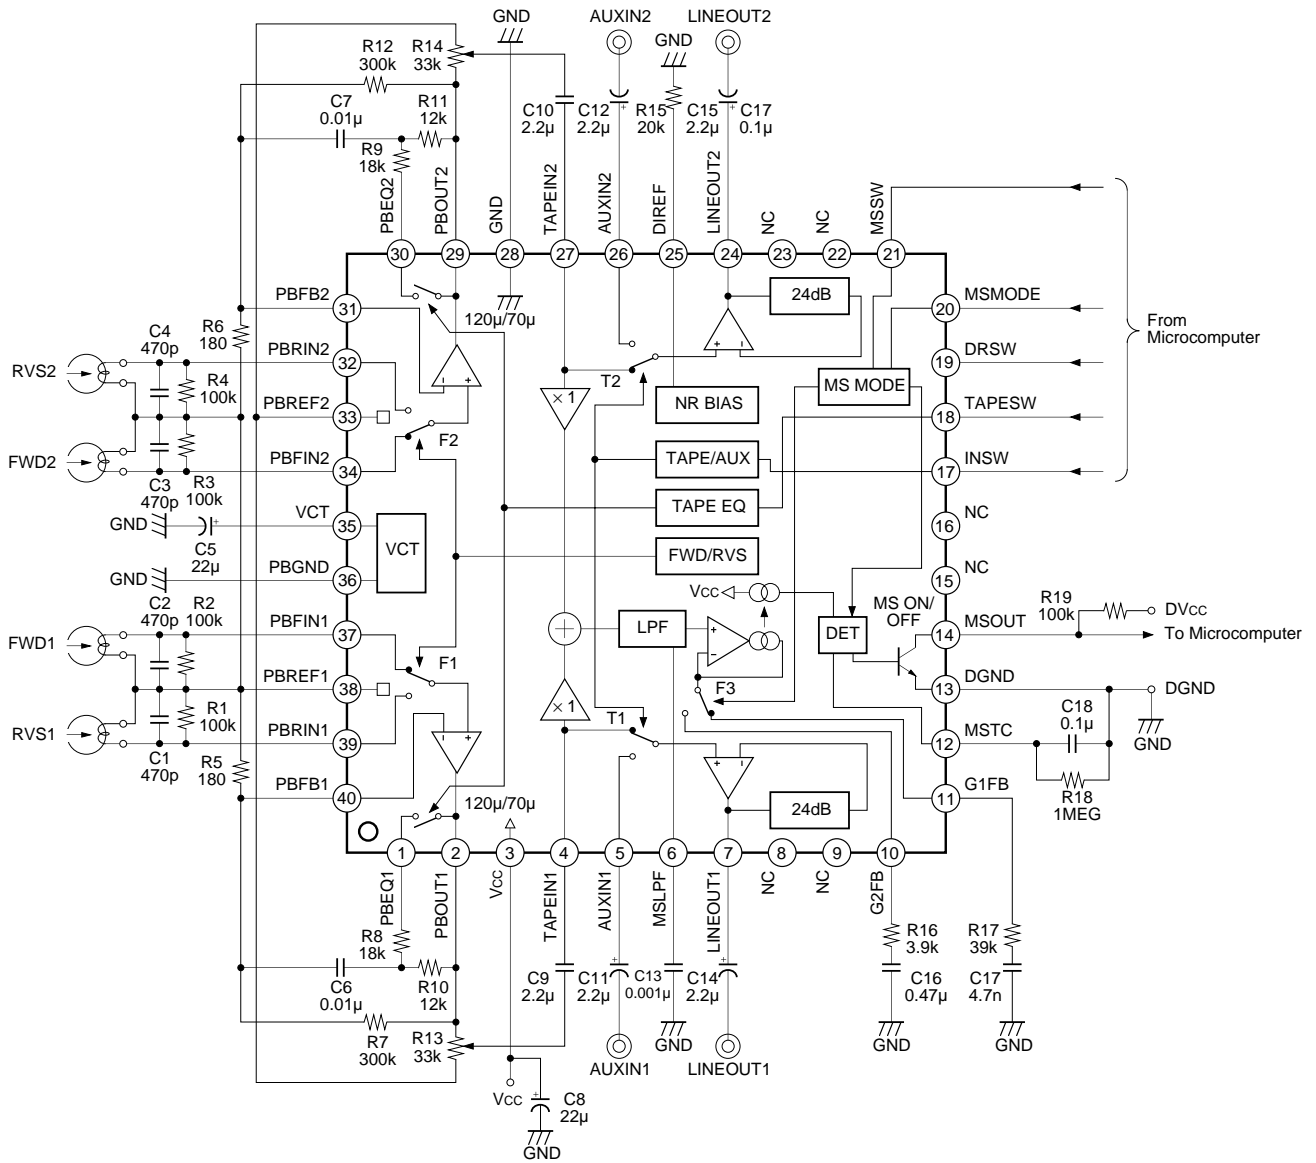 GND
AUXIN2
LINEOUT2
GND
R12
300k
R14
33k
C7
0.01μ
R11
12k
R9
18k
C10
2.2μ
C12
2.2μ
R15
20k
C15
2.2μ
C17
0.1μ
PBEQ2
PBOUT2
GND
TAPEIN2
AUXIN2
DIREF
LINEOUT2
NC
NC
MSSW
30
29
28
27
26
25
24
23
22
21
+
+
PBFB2
31
120μ/70μ
24dB
20
MSMODE
From
Microcomputer
R6
180
C4
470p
R4
100k
RVS2
PBRIN2
32
19
DRSW
T2
MS MODE
× 1
NR BIAS
PBREF2
33
18
TAPESW
F2
FWD2
PBFIN2
34
TAPE/AUX
17
INSW
C3
470p
R3
100k
VCT
GND
+
C5
22μ
35
VCT
TAPE EQ
16
NC
FWD/RVS
GND
PBGND
36
15
NC
C2
470p
R2
100k
Vcc
MS ON/
OFF
R19
100k
DVcc
FWD1
PBFIN1
37
LPF
+
−
DET
14
MSOUT
To Microcomputer
F1
PBREF1
38
F3
13
DGND
DGND
GND
× 1
T1
C18
0.1μ
RVS1
R1
100k
PBRIN1
39
12
MSTC
C1
470p
R5
180
R18
1MEG
PBFB1
40
120μ/70μ
24dB
11
G1FB
1
2
3
4
5
6
7
8
9
10
PBEQ1
PBOUT1
Vcc
TAPEIN1
AUXIN1
MSLPF
LINEOUT1
NC
NC
G2FB
R8
18k
R16
3.9k
R17
39k
C6
0.01μ
R10
12k
C9
2.2μ
C11
2.2μ
+
C13
0.001μ
C14
2.2μ
+
C16
0.47μ
C17
4.7n
R7
300k
R13
33k
GND
GND
GND
AUXIN1
LINEOUT1
Vcc
+
C8
22μ
GND